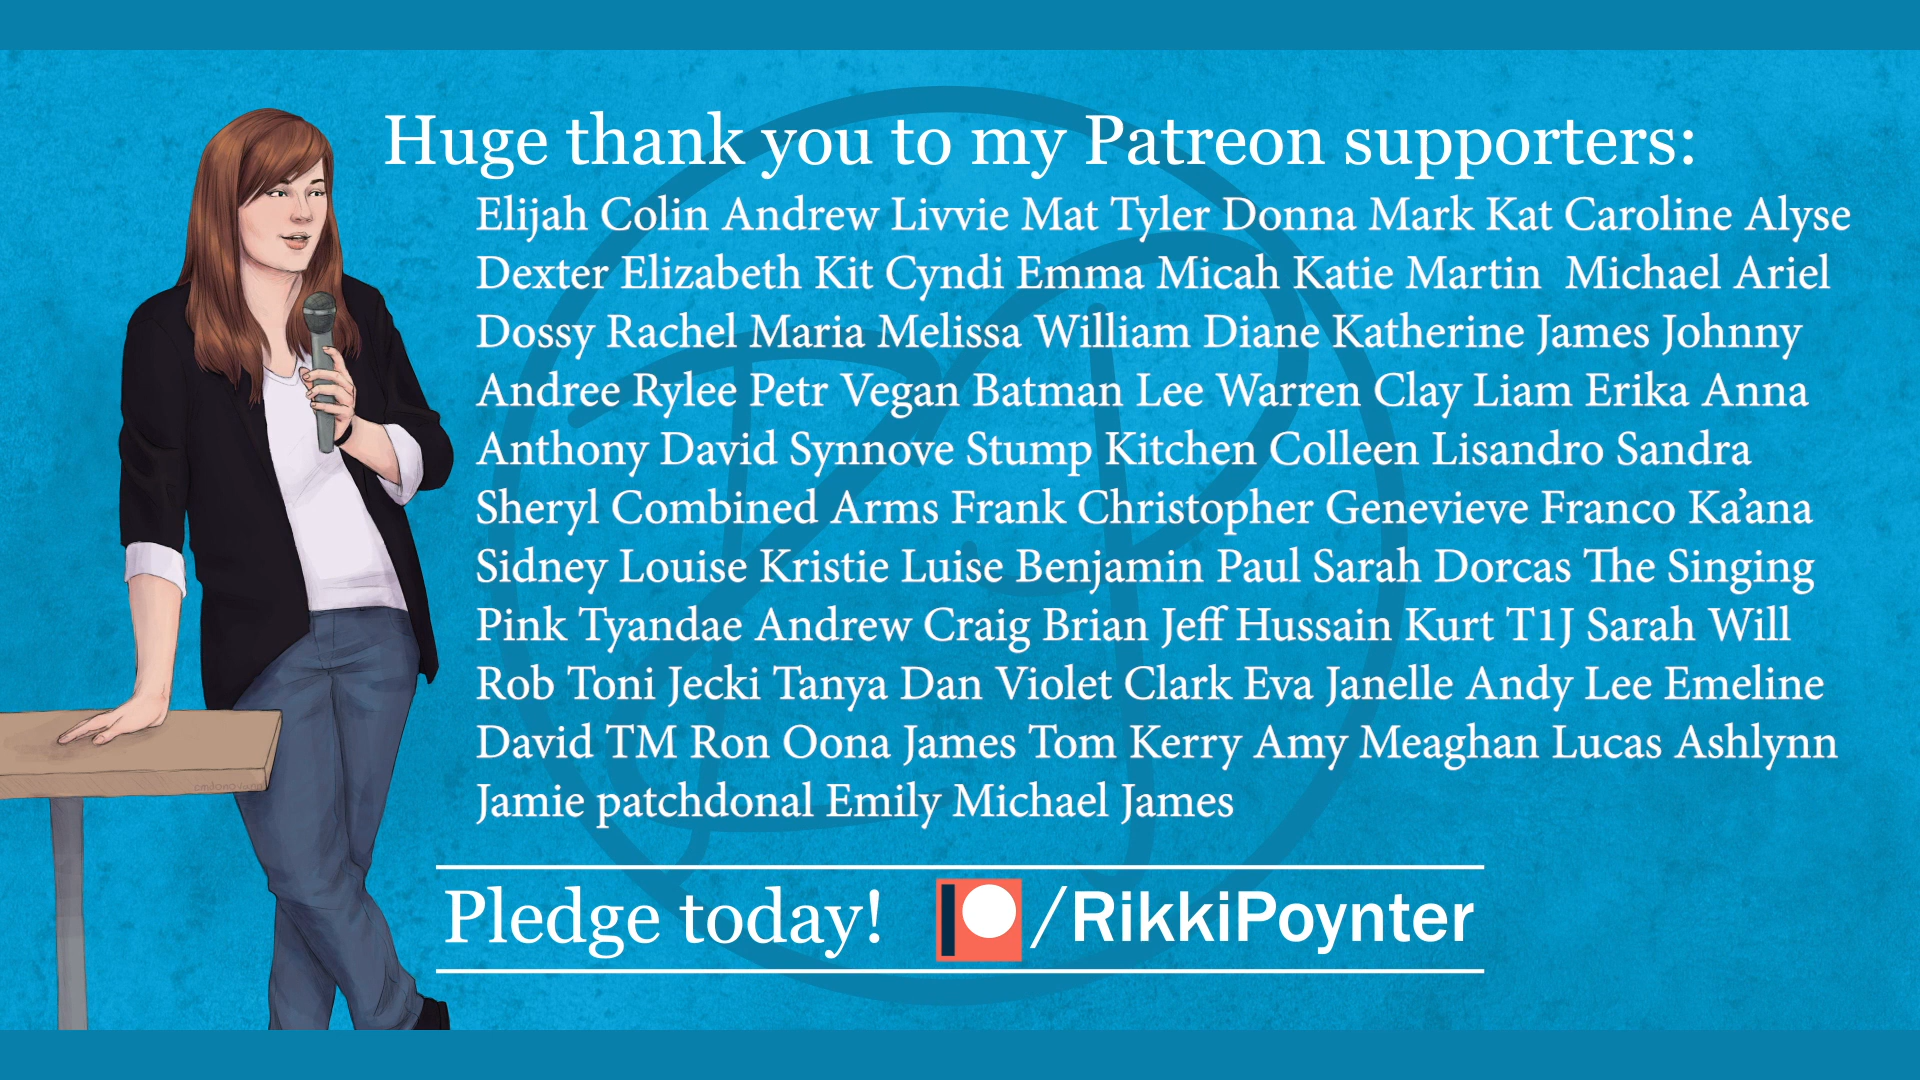 Huge thank you to my Patreon supporters:
Elijah Colin Andrew Livvie Mat Tyler Donna Mark Kat Caroline Alyse
Dexter Elizabeth Kit Cyndi Emma Micah Katie Martin  Michael Ariel
Dossy Rachel Maria Melissa William Diane Katherine James Johnny
Andree Rylee Petr Vegan Batman Lee Warren Clay Liam Erika Anna
Anthony David Synnove Stump Kitchen Colleen Lisandro Sandra
Sheryl Combined Arms Frank Christopher Genevieve Franco Ka’ana
Sidney Louise Kristie Luise Benjamin Paul Sarah Dorcas The Singing
Pink Tyandae Andrew Craig Brian Jeff Hussain Kurt T1J Sarah Will
Rob Toni Jecki Tanya Dan Violet Clark Eva Janelle Andy Lee Emeline
David TM Ron Oona James Tom Kerry Amy Meaghan Lucas Ashlynn
Jamie patchdonal Emily Michael James
Pledge today! /RikkiPoynter